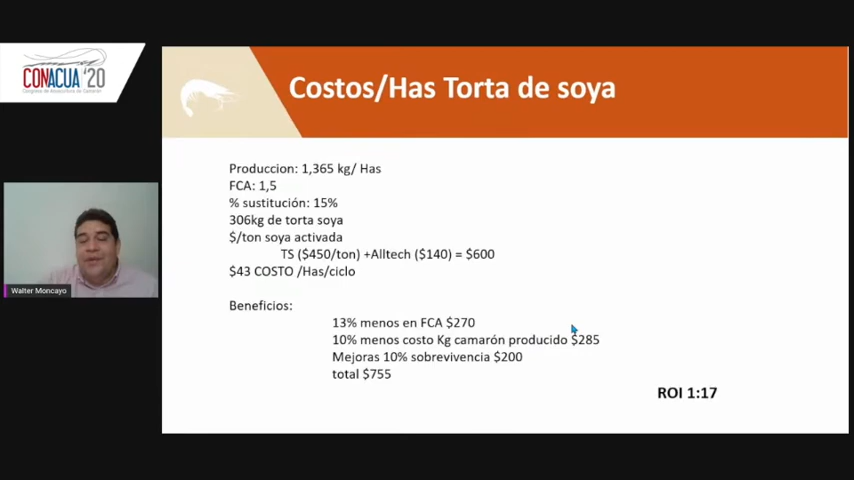 CONACUA '20
Costos/Has Torta de soya
Produccion: 1,365 kg/ Has
FCA: 1,5
% sustitución: 15%
306kg de torta soya
$/ton soya activada
TS ($450/ton) +Alltech ($140) = $600
$43 COSTO /Has/ciclo
Beneficios:
13% menos en FCA $270
10% menos costo Kg camarón producido $285
Mejoras 10% sobrevivencia $200
total $755
ROI 1:17
Walter Moncayo